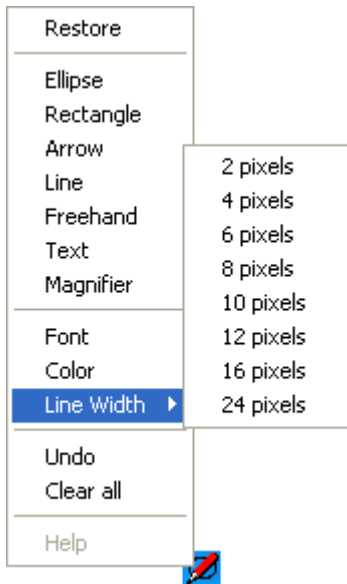 Restore
Ellipse
Rectangle
Arrow
Line
Freehand
Text
Magnifier
Font
Color
Line Width
2 pixels
4 pixels
6 pixels
8 pixels
10 pixels
12 pixels
16 pixels
24 pixels
Undo
Clear all
Help